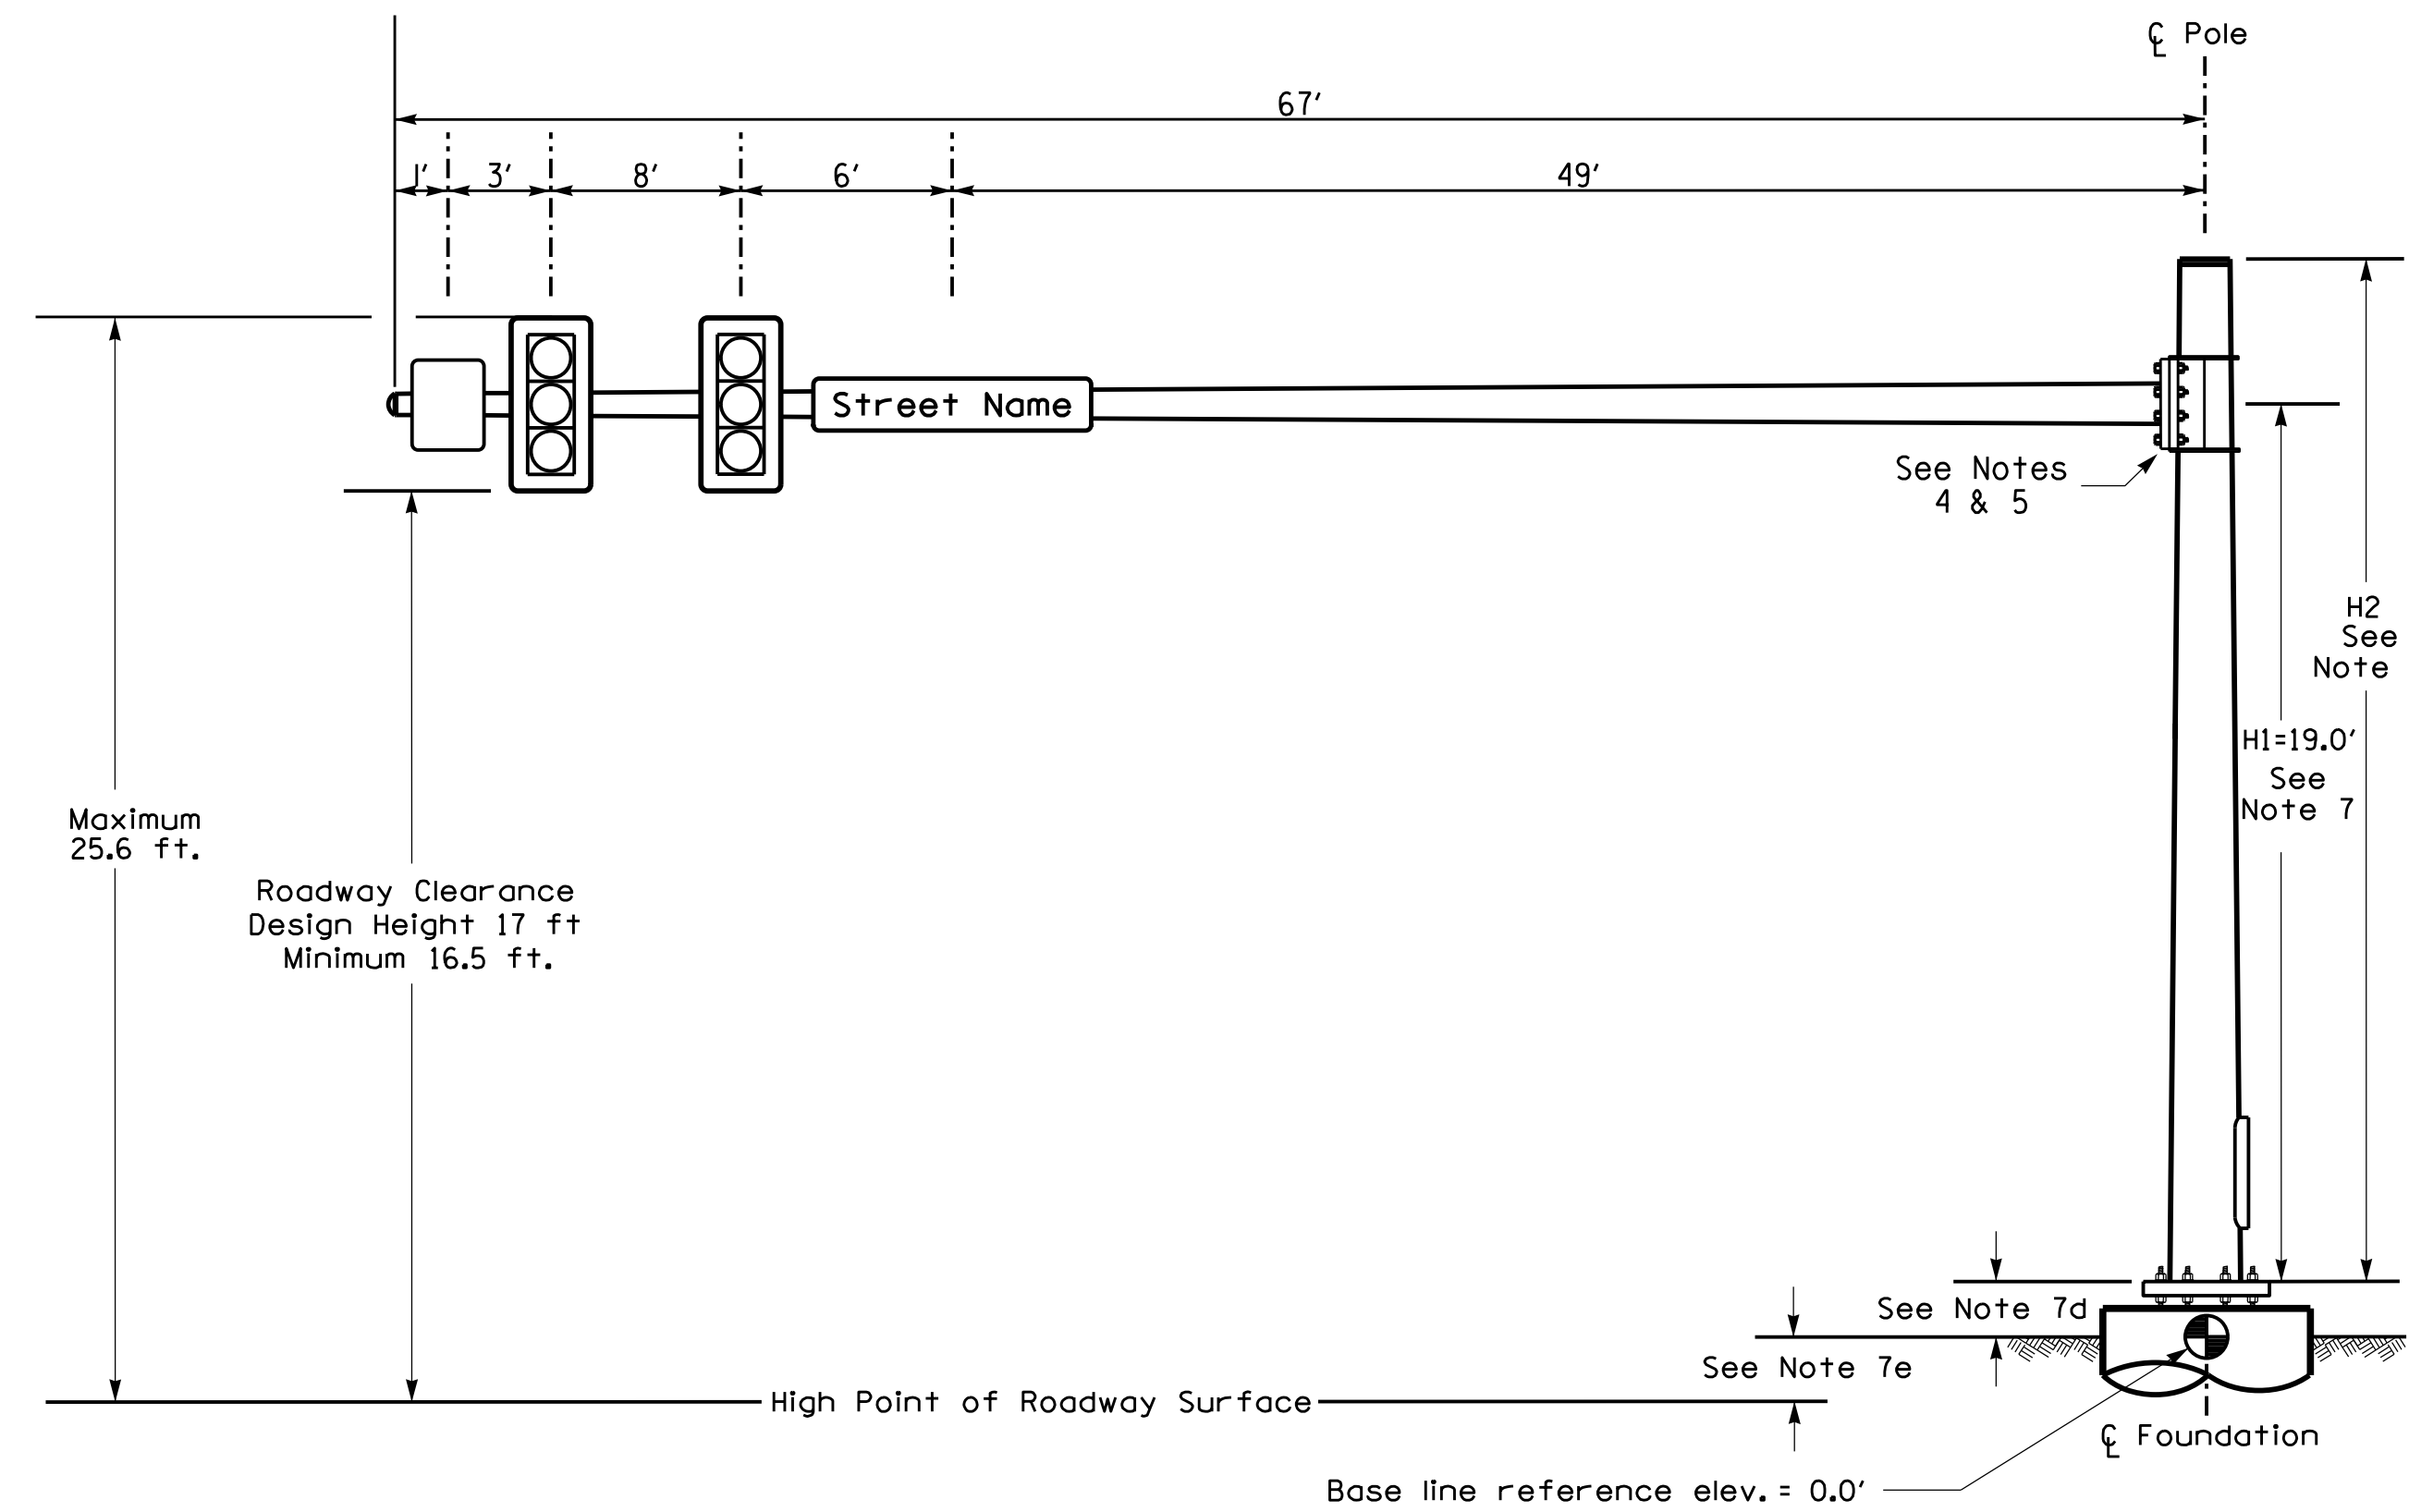 ℄ Pole
67'
1' 3' 8' 6' 49'
Street Name
See Notes
4 & 5
H2
See
Note
H1=19.0'
See
Note 7
Maximum
25.6 ft.
Roadway Clearance
Design Height 17 ft
Minimum 16.5 ft.
See Note 7d
See Note 7e
High Point of Roadway Surface
℄ Foundation
Base line reference elev. = 0.0'